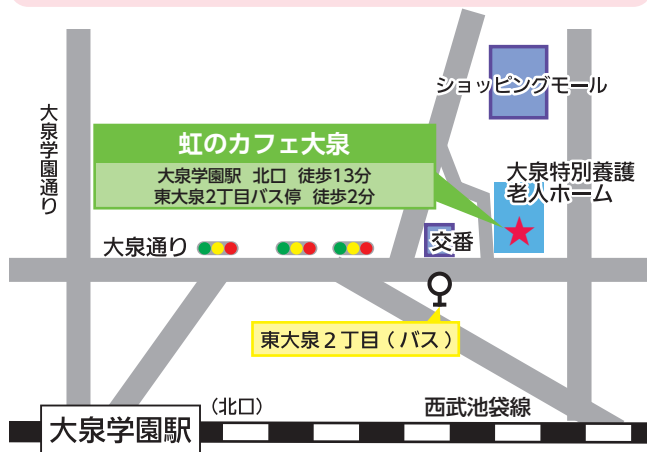 ショッピングモール
大泉学園通り
虹のカフェ大泉
大泉学園駅 北口 徒歩13分
東大泉2丁目バス停 徒歩2分
大泉特別養護
老人ホーム
交番
大泉通り
東大泉2丁目(バス)
(北口)
西武池袋線
大泉学園駅